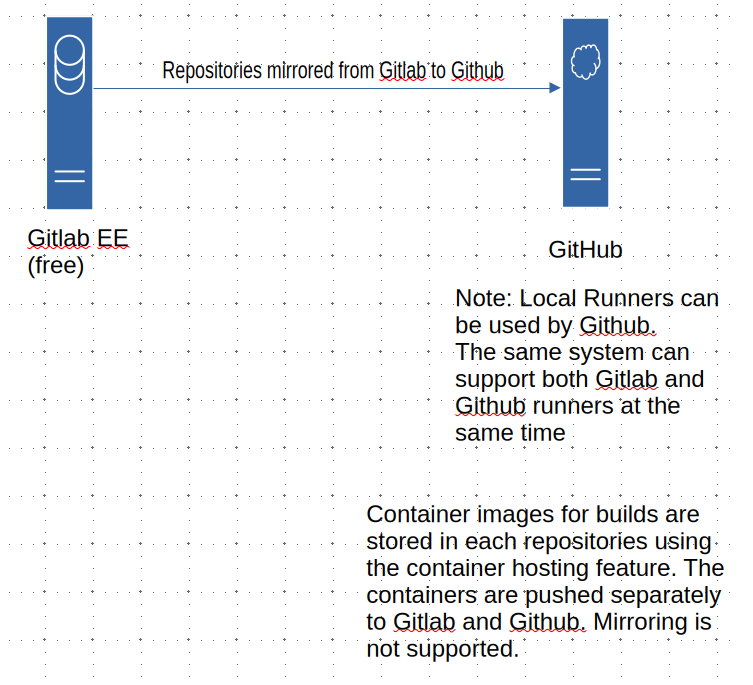 Repositories mirrored from Gitlab to Github
Gitlab EE
(free)
GitHub
Note: Local Runners can
be used by Github.
The same system can
support both Gitlab and
Github runners at the
same time
Container images for builds are
stored in each repositories using
the container hosting feature. The
containers are pushed separately
to Gitlab and Github. Mirroring is
not supported.